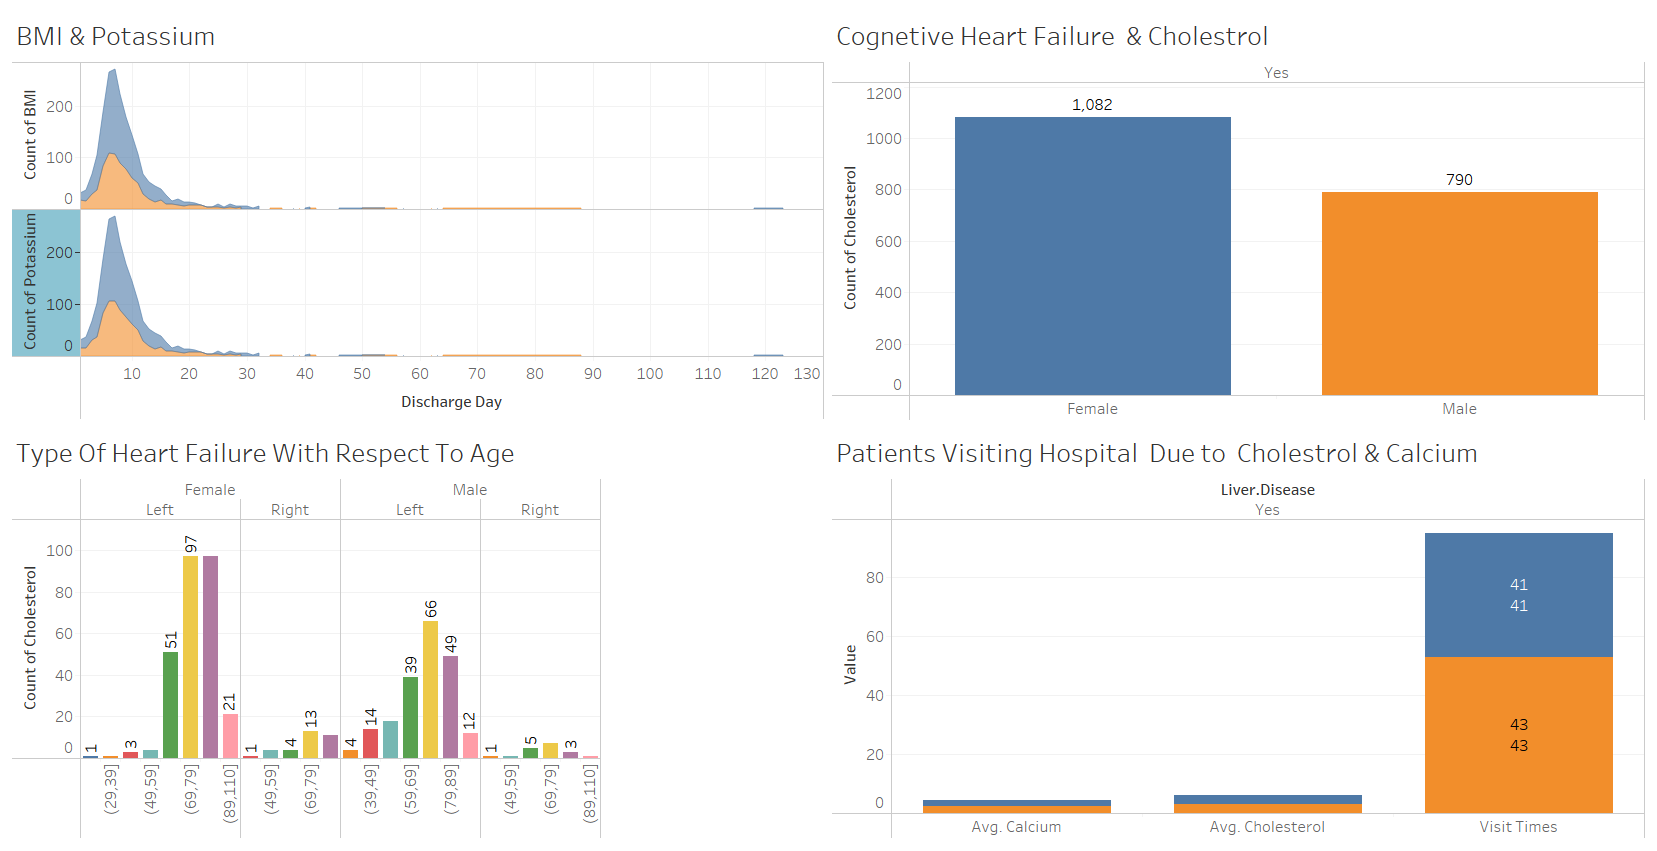 BMI & Potassium
Count of BMI
200
100
0
Count of Potassium
200
100
0
10 20 30 40 50 60 70 80 90 100 110 120 130
Discharge Day
Cognetive Heart Failure & Cholestrol
Yes
Count of Cholesterol
1200
1000
800
600
400
200
0
1,082
790
Female Male
Type Of Heart Failure With Respect To Age
Female Male
Left Right Left Right
Count of Cholesterol
100
80
60
40
20
0
1 3 51 97 21 1 4 13 4 14 39 66 49 12 1 5 3
(29,39] (49,59] (69,79] (89,110] (49,59] (69,79] (39,49] (59,69] (79,89] (49,59] (69,79] (89,110]
Patients Visiting Hospital Due to Cholestrol & Calcium
Liver.Disease
Yes
Value
80
60
40
20
0
41
41
43
43
Avg. Calcium Avg. Cholesterol Visit Times